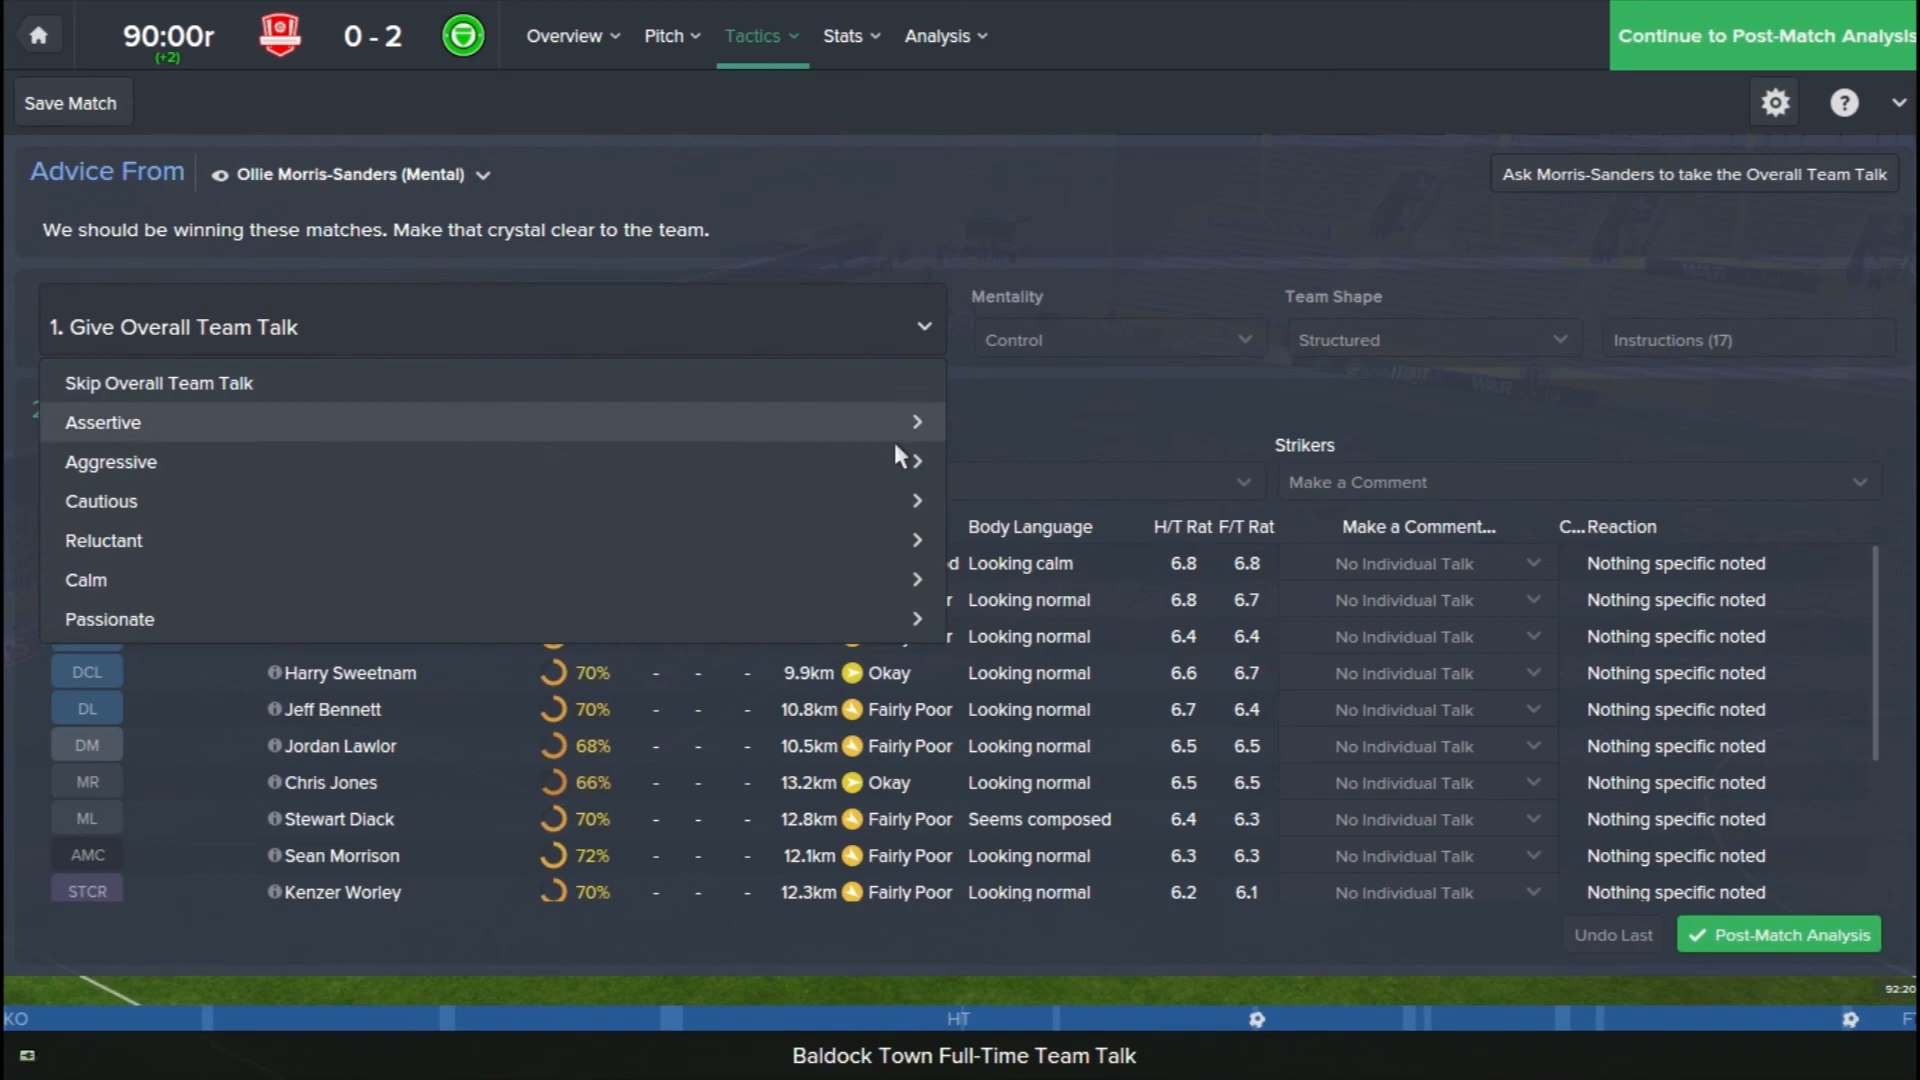 90:00r
(+2)
0 - 2
Overview
Pitch
Tactics
Stats
Analysis
Continue to Post-Match Analysis
Save Match
?
Advice From
Ollie Morris-Sanders (Mental)
Ask Morris-Sanders to take the Overall Team Talk
We should be winning these matches. Make that crystal clear to the team.
1. Give Overall Team Talk
Mentality
Team Shape
Control
Structured
Instructions (17)
Skip Overall Team Talk
Assertive
Aggressive
Cautious
Reluctant
Calm
Passionate
Strikers
Make a Comment
Body Language H/T Rat F/T Rat Make a Comment... C... Reaction
d Looking calm 6.8 6.8 No Individual Talk Nothing specific noted
r Looking normal 6.8 6.7 No Individual Talk Nothing specific noted
r Looking normal 6.4 6.4 No Individual Talk Nothing specific noted
DCL Harry Sweetnam 70% - - - 9.9km Okay Looking normal 6.6 6.7 No Individual Talk Nothing specific noted
DL Jeff Bennett 70% - - - 10.8km Fairly Poor Looking normal 6.7 6.4 No Individual Talk Nothing specific noted
DM Jordan Lawlor 68% - - - 10.5km Fairly Poor Looking normal 6.5 6.5 No Individual Talk Nothing specific noted
MR Chris Jones 66% - - - 13.2km Okay Looking normal 6.5 6.5 No Individual Talk Nothing specific noted
ML Stewart Diack 70% - - - 12.8km Fairly Poor Seems composed 6.4 6.3 No Individual Talk Nothing specific noted
AMC Sean Morrison 72% - - - 12.1km Fairly Poor Looking normal 6.3 6.3 No Individual Talk Nothing specific noted
STCR Kenzer Worley 70% - - - 12.3km Fairly Poor Looking normal 6.2 6.1 No Individual Talk Nothing specific noted
Undo Last
Post-Match Analysis
92:20
KO
HT
F
Baldock Town Full-Time Team Talk